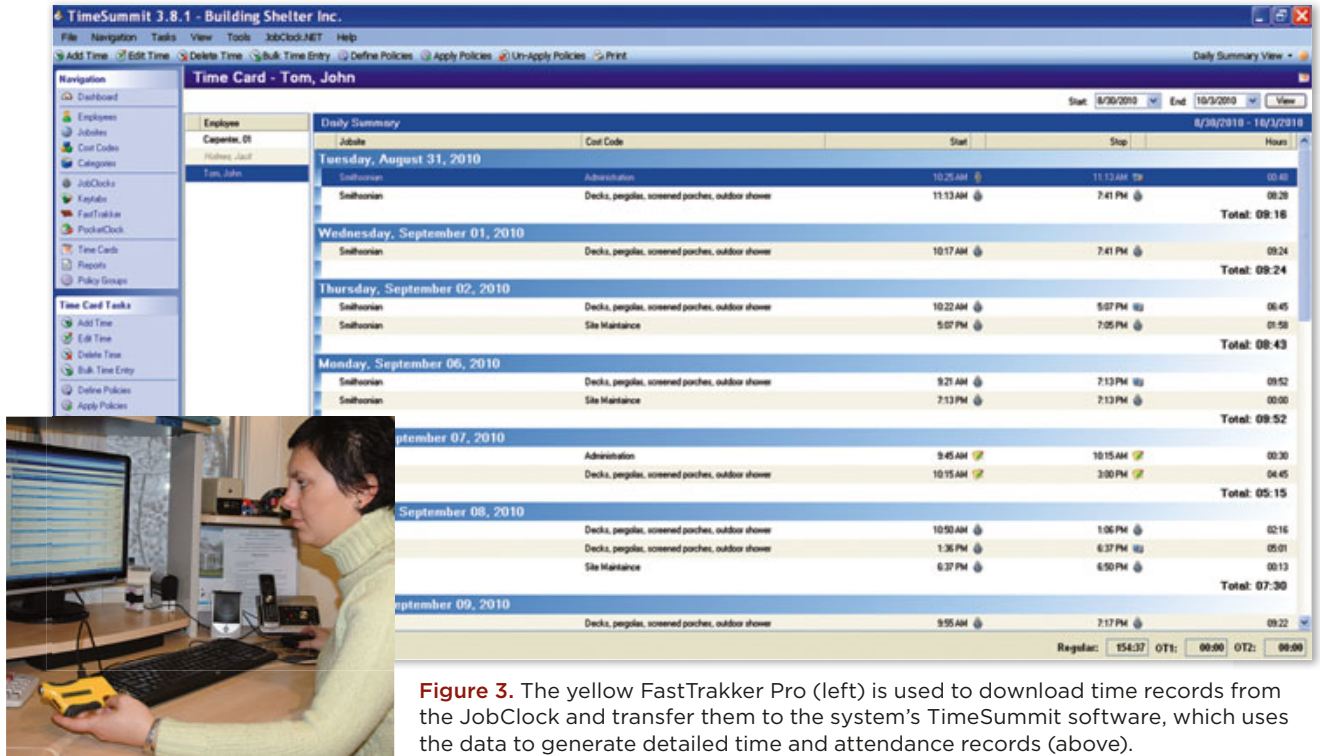 TimeSummit 3.8.1 - Building Shelter Inc.
File Navigation Tasks View Tools JobClock.NET Help
Add Time Edit Time Delete Time Bulk Time Entry Define Policies Apply Policies Un-Apply Policies Print Daily Summary View
Navigation Time Card - Tom, John
Dashboard
Start: 8/30/2010 End: 10/3/2010 View
Employees Employee Daily Summary 8/30/2010 - 10/3/2010
Jobsites Carpenter, 01 Jobsite Cost Code Start Stop Hours
Cost Codes Holmes, Jack Tuesday, August 31, 2010
Categories Tom, John Smithsonian Administration 10:25 AM 11:13 AM 00:48
JobClocks Smithsonian Decks, pergolas, screened porches, outdoor shower 11:13 AM 7:41 PM 08:28
Keytabs Total: 09:16
FastTrakker Wednesday, September 01, 2010
PocketClock Smithsonian Decks, pergolas, screened porches, outdoor shower 10:17 AM 7:41 PM 09:24
Time Cards Total: 09:24
Reports
Policy Groups Thursday, September 02, 2010
Time Card Tasks Smithsonian Decks, pergolas, screened porches, outdoor shower 10:22 AM 5:07 PM 06:45
Add Time Smithsonian Site Maintaince 5:07 PM 7:05 PM 01:58
Edit Time Total: 08:43
Delete Time Monday, September 06, 2010
Bulk Time Entry Smithsonian Decks, pergolas, screened porches, outdoor shower 9:21 AM 7:13 PM 09:52
Define Policies
Apply Policies Smithsonian Site Maintaince 7:13 PM 7:13 PM 00:00
Total: 09:52
ptember 07, 2010
Administration 9:45 AM 10:15 AM 00:30
Decks, pergolas, screened porches, outdoor shower 10:15 AM 3:00 PM 04:45
Total: 05:15
September 08, 2010
Decks, pergolas, screened porches, outdoor shower 10:50 AM 1:06 PM 02:16
Decks, pergolas, screened porches, outdoor shower 1:36 PM 6:37 PM 05:01
Site Maintaince 6:37 PM 6:50 PM 00:13
Total: 07:30
eptember 09, 2010
Decks, pergolas, screened porches, outdoor shower 9:55 AM 7:17 PM 09:22
Regular: 154:37 OT1: 00:00 OT2: 00:00
Figure 3. The yellow FastTrakker Pro (left) is used to download time records from
the JobClock and transfer them to the system's TimeSummit software, which uses
the data to generate detailed time and attendance records (above).